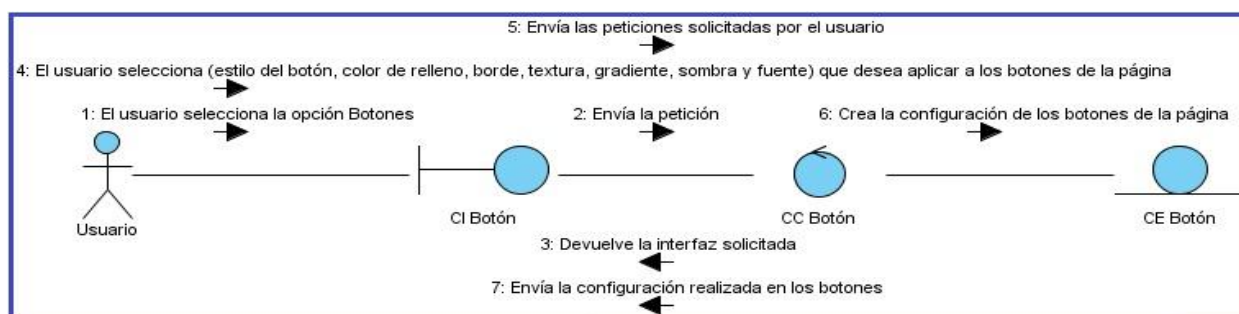 5: Envía las peticiones solicitadas por el usuario
4: El usuario selecciona (estilo del botón, color de relleno, borde, textura, gradiente, sombra y fuente) que desea aplicar a los botones de la página
1: El usuario selecciona la opción Botones
2: Envía la petición
6: Crea la configuración de los botones de la página
Usuario
CI Botón
CC Botón
CE Botón
3: Devuelve la interfaz solicitada
7: Envía la configuración realizada en los botones